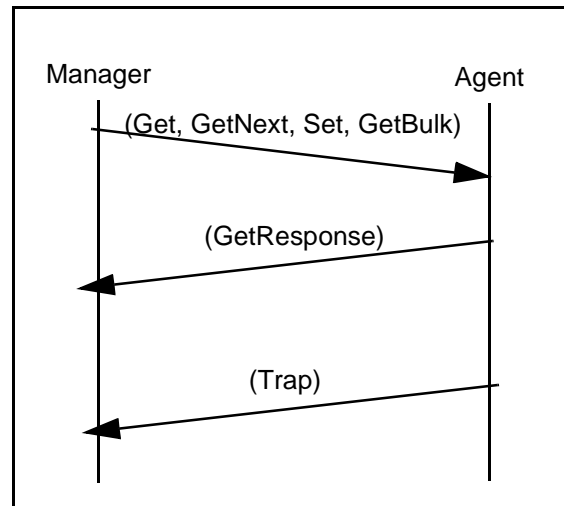 Manager
Agent
(Get, GetNext, Set, GetBulk)
(GetResponse)
(Trap)